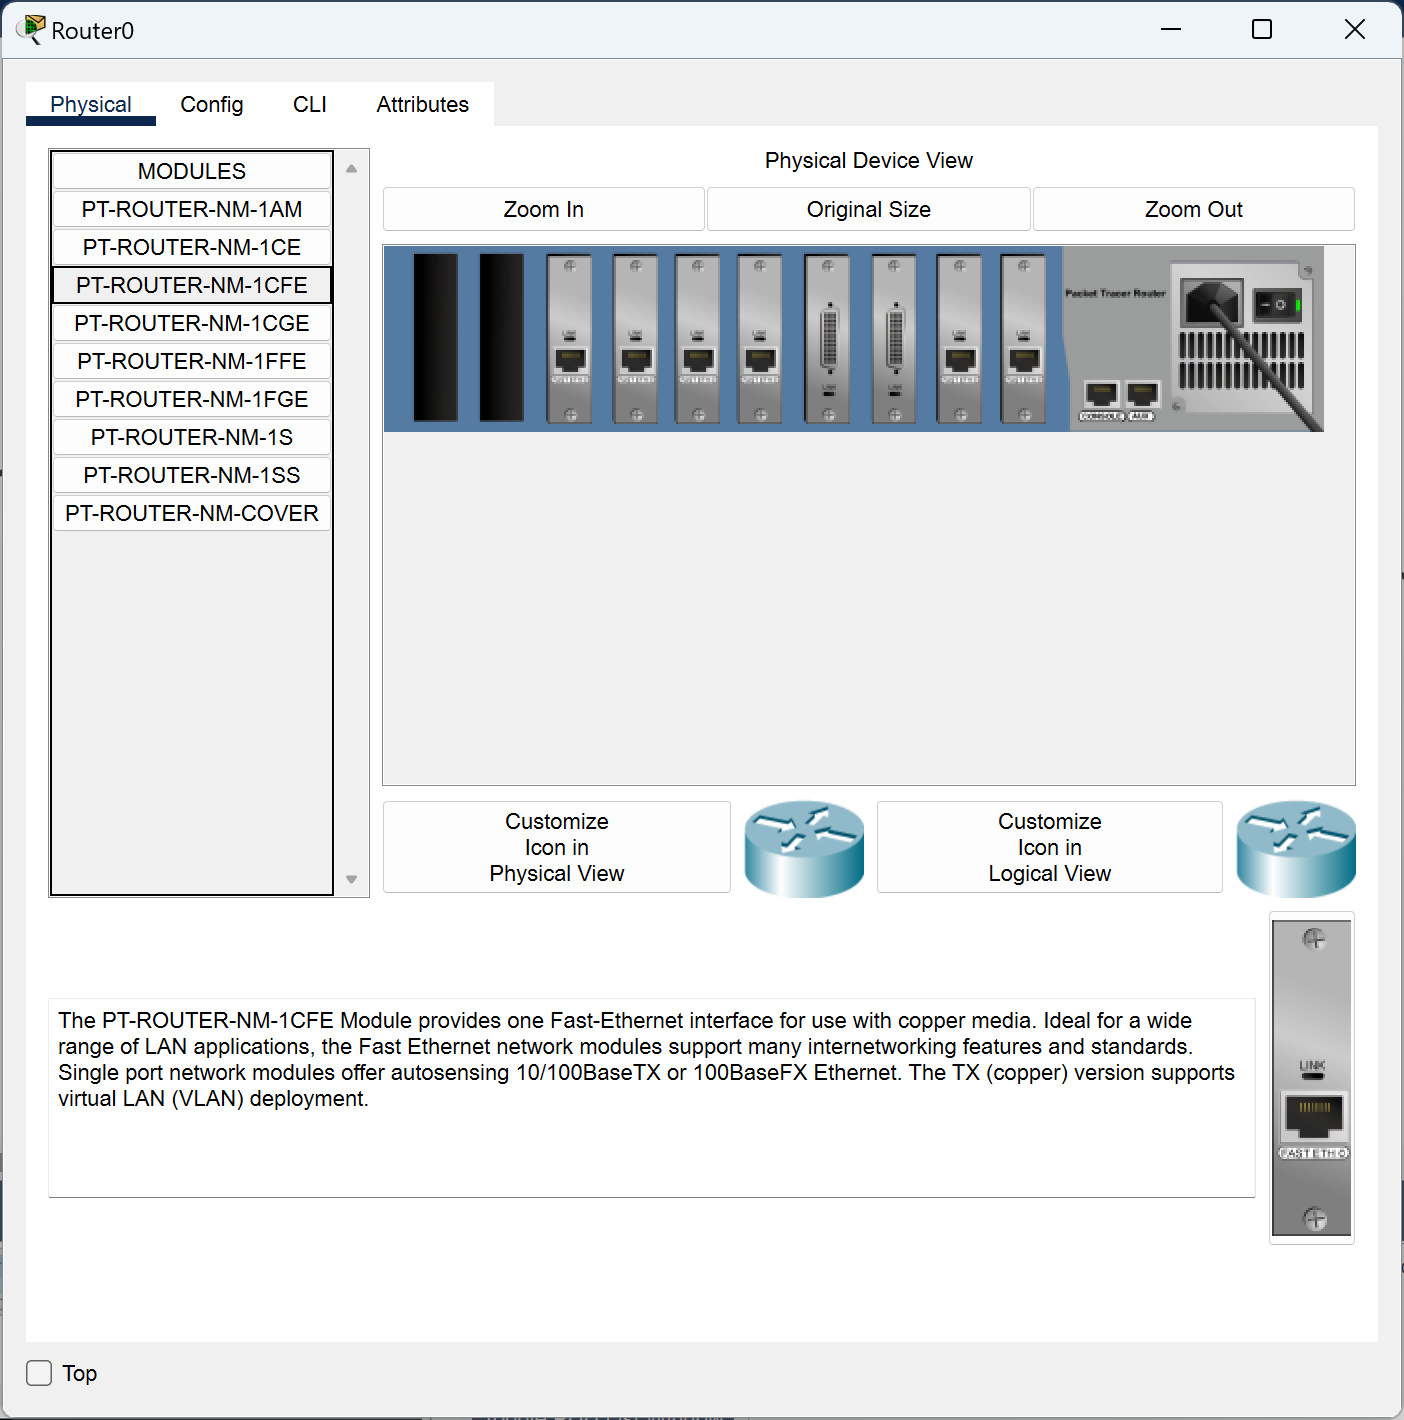 Router0
Physical
Config
CLI
Attributes
MODULES
PT-ROUTER-NM-1AM
PT-ROUTER-NM-1CE
PT-ROUTER-NM-1CFE
PT-ROUTER-NM-1CGE
PT-ROUTER-NM-1FFE
PT-ROUTER-NM-1FGE
PT-ROUTER-NM-1S
PT-ROUTER-NM-1SS
PT-ROUTER-NM-COVER
Physical Device View
Zoom In
Original Size
Zoom Out
Packet Tracer Router
CONSOLE
AUX
Customize
Icon in
Physical View
Customize
Icon in
Logical View
The PT-ROUTER-NM-1CFE Module provides one Fast-Ethernet interface for use with copper media. Ideal for a wide
range of LAN applications, the Fast Ethernet network modules support many internetworking features and standards.
Single port network modules offer autosensing 10/100BaseTX or 100BaseFX Ethernet. The TX (copper) version supports
virtual LAN (VLAN) deployment.
LINK
FAST ETH 0
Top